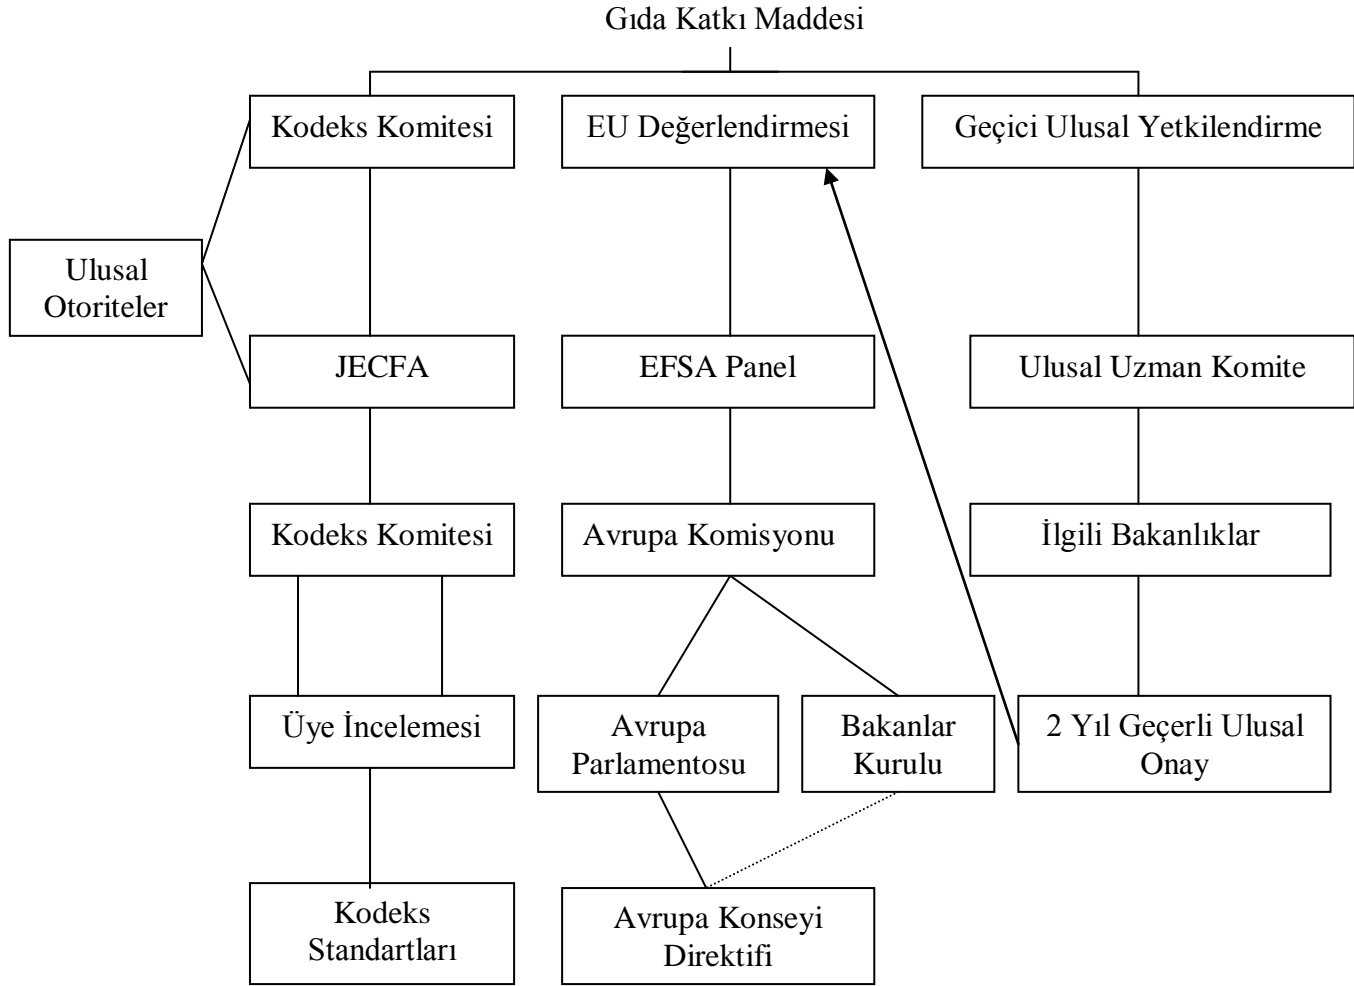 Gıda Katkı Maddesi
Kodeks Komitesi
EU Değerlendirmesi
Geçici Ulusal Yetkilendirme
Ulusal
Otoriteler
JECFA
EFSA Panel
Ulusal Uzman Komite
Kodeks Komitesi
Avrupa Komisyonu
İlgili Bakanlıklar
Üye İncelemesi
Avrupa
Parlamentosu
Bakanlar
Kurulu
2 Yıl Geçerli Ulusal
Onay
Kodeks
Standartları
Avrupa Konseyi
Direktifi